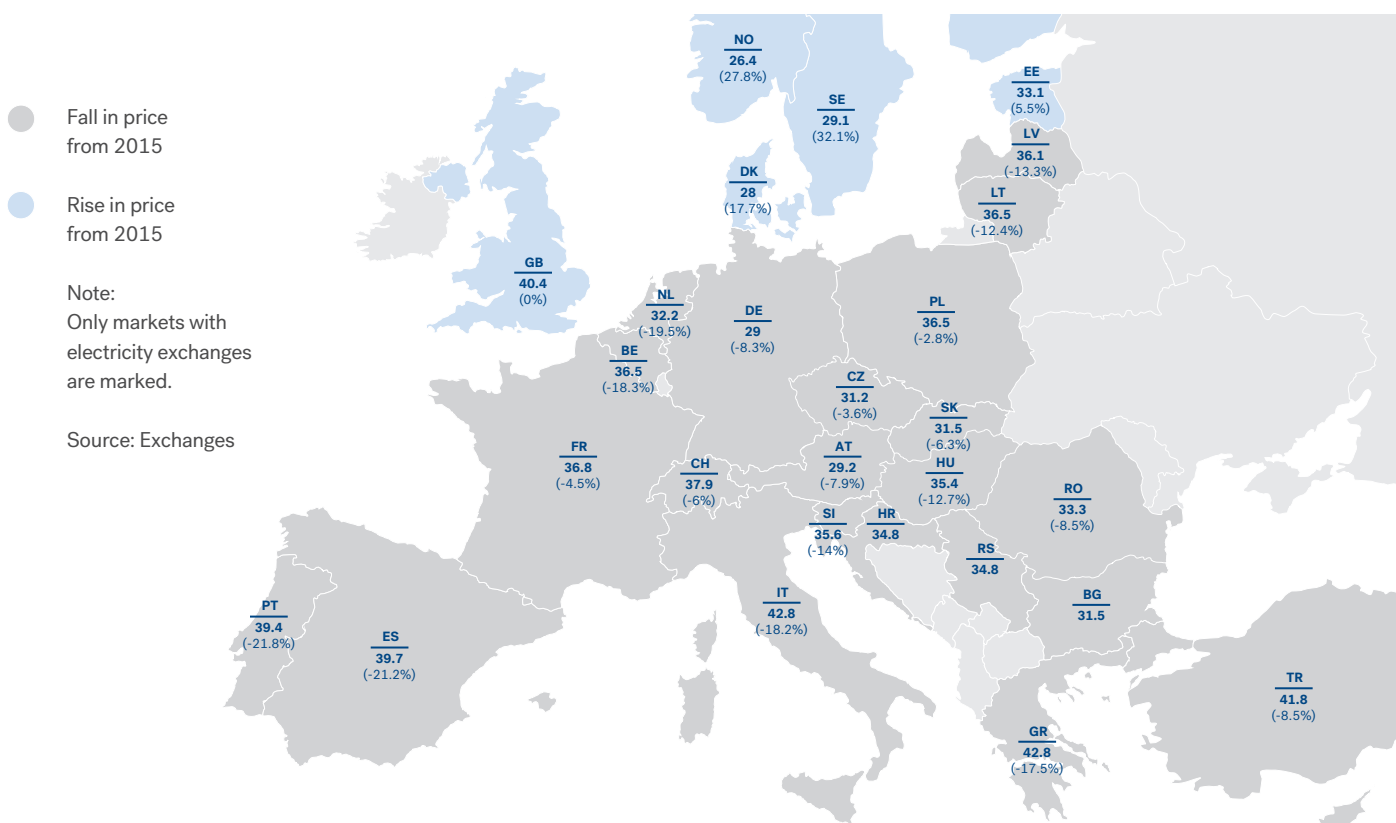 Fall in price
from 2015
Rise in price
from 2015
Note:
Only markets with
electricity exchanges
are marked.
Source: Exchanges
NO
26.4
(27.8%)
SE
29.1
(32.1%)
EE
33.1
(5.5%)
LV
36.1
(-13.3%)
LT
36.5
(-12.4%)
DK
28
(17.7%)
GB
40.4
(0%)
NL
32.2
(-19.5%)
DE
29
(-8.3%)
PL
36.5
(-2.8%)
BE
36.5
(-18.3%)
CZ
31.2
(-3.6%)
SK
31.5
(-6.3%)
FR
36.8
(-4.5%)
CH
37.9
(-6%)
AT
29.2
(-7.9%)
HU
35.4
(-12.7%)
RO
33.3
(-8.5%)
SI
35.6
(-14%)
HR
34.8
RS
34.8
BG
31.5
IT
42.8
(-18.2%)
PT
39.4
(-21.8%)
ES
39.7
(-21.2%)
TR
41.8
(-8.5%)
GR
42.8
(-17.5%)